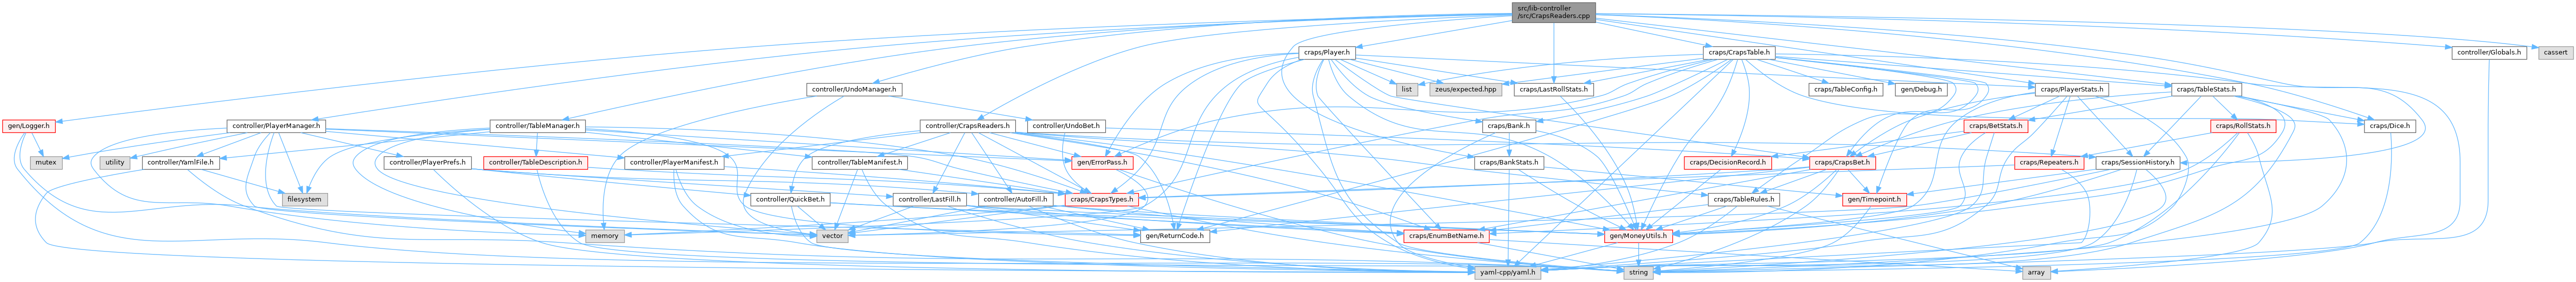 src/lib-controller
/src/CrapsReaders.cpp
craps/Player.h
craps/CrapsTable.h
controller/Globals.h
cassert
controller/UndoManager.h
list
zeus/expected.hpp
craps/LastRollStats.h
craps/TableConfig.h
gen/Debug.h
craps/PlayerStats.h
craps/TableStats.h
gen/Logger.h
controller/PlayerManager.h
controller/TableManager.h
controller/UndoBet.h
controller/CrapsReaders.h
craps/Bank.h
craps/BetStats.h
craps/RollStats.h
craps/Dice.h
mutex
utility
controller/YamlFile.h
controller/PlayerPrefs.h
controller/TableDescription.h
controller/PlayerManifest.h
controller/TableManifest.h
gen/ErrorPass.h
craps/BankStats.h
craps/DecisionRecord.h
craps/CrapsBet.h
craps/Repeaters.h
craps/SessionHistory.h
filesystem
controller/QuickBet.h
controller/LastFill.h
controller/AutoFill.h
craps/CrapsTypes.h
craps/TableRules.h
gen/Timepoint.h
memory
vector
gen/ReturnCode.h
craps/EnumBetName.h
gen/MoneyUtils.h
yaml-cpp/yaml.h
string
array